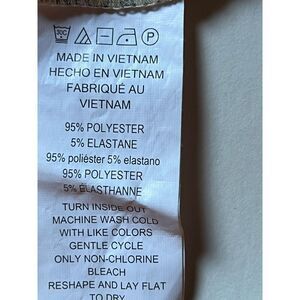 30C P
MADE IN VIETNAM
HECHO EN VIETNAM
FABRIQUÉ AU
VIETNAM
95% POLYESTER
5% ELASTANE
95% poliéster 5% elastano
95% POLYESTER
5% ÉLASTHANNE
TURN INSIDE OUT
MACHINE WASH COLD
WITH LIKE COLORS
GENTLE CYCLE
ONLY NON-CHLORINE
BLEACH
RESHAPE AND LAY FLAT
TO DRY